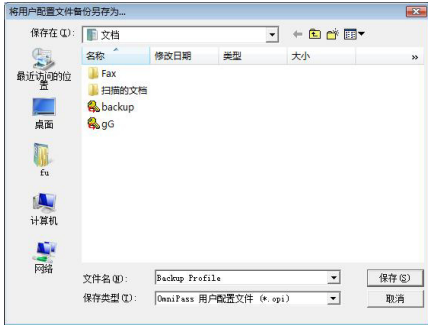 将用户配置文件备份另存为...
保存在(I): 文档
名称 修改日期 类型 大小 »
最近访问的位
置
桌面
fu
计算机
网络
Fax
扫描的文档
backup
gG
文件名(N): Backup Profile 保存(S)
保存类型(T): OmniPass 用户配置文件 (*.opi) 取消